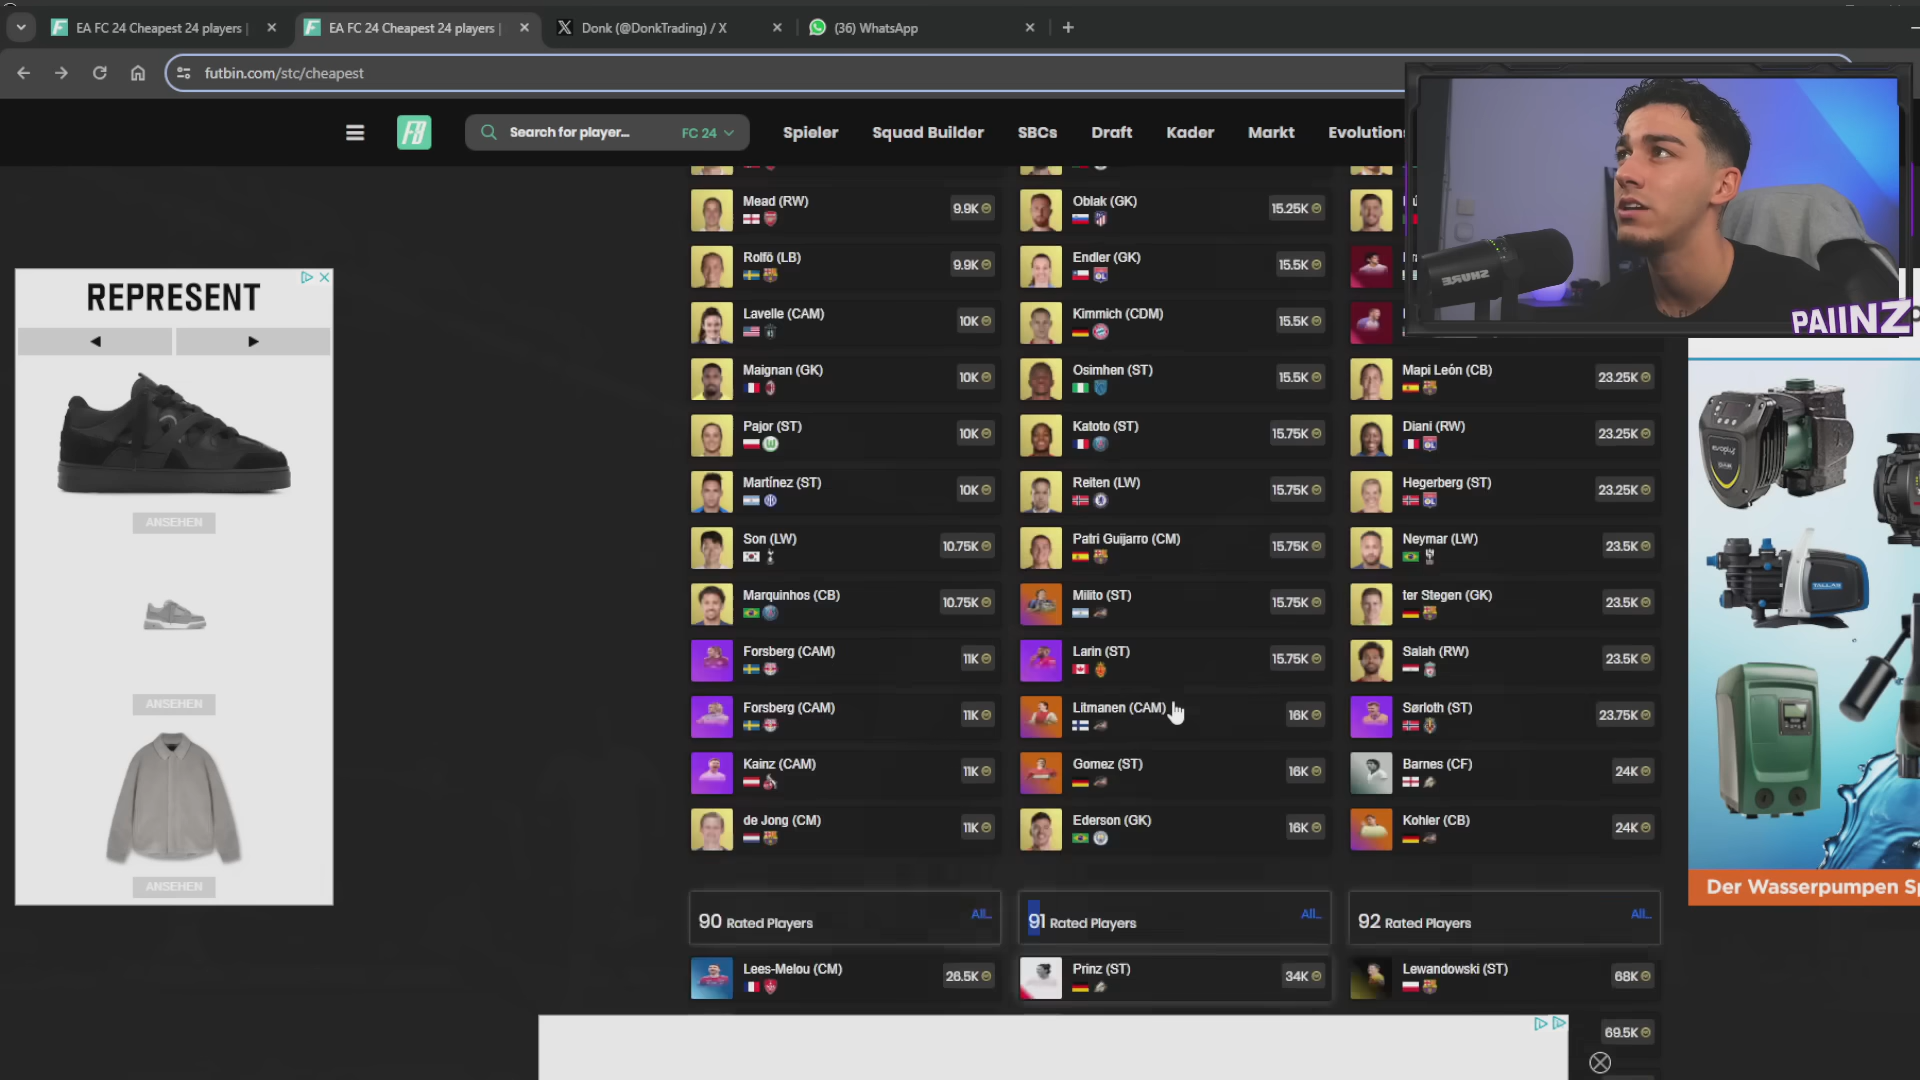 EA FC 24 Cheapest 24 players |
EA FC 24 Cheapest 24 players |
Donk (@DonkTrading) / X
(36) WhatsApp
futbin.com/stc/cheapest
Search for player...
FC 24
Spieler
Squad Builder
SBCs
Draft
Kader
Markt
Evolutions
Mead (RW)
9.9K
Oblak (GK)
15.25K
Rolfö (LB)
9.9K
Endler (GK)
15.5K
Lavelle (CAM)
10K
Kimmich (CDM)
15.5K
Maignan (GK)
10K
Osimhen (ST)
15.5K
Mapi León (CB)
23.25K
Pajor (ST)
10K
Katoto (ST)
15.75K
Diani (RW)
23.25K
Martínez (ST)
10K
Reiten (LW)
15.75K
Hegerberg (ST)
23.25K
Son (LW)
10.75K
Patri Guijarro (CM)
15.75K
Neymar (LW)
23.5K
Marquinhos (CB)
10.75K
Milito (ST)
15.75K
ter Stegen (GK)
23.5K
Forsberg (CAM)
11K
Larin (ST)
15.75K
Salah (RW)
23.5K
Forsberg (CAM)
11K
Litmanen (CAM)
16K
Sørloth (ST)
23.75K
Kainz (CAM)
11K
Gomez (ST)
16K
Barnes (CF)
24K
de Jong (CM)
11K
Ederson (GK)
16K
Kohler (CB)
24K
90 Rated Players
All...
91 Rated Players
All...
92 Rated Players
All...
Lees-Melou (CM)
26.5K
Prinz (ST)
34K
Lewandowski (ST)
68K
69.5K
REPRESENT
ANSEHEN
ANSEHEN
ANSEHEN
SHURE
PAIINZ
TALLAS
Der Wasserpumpen Sp